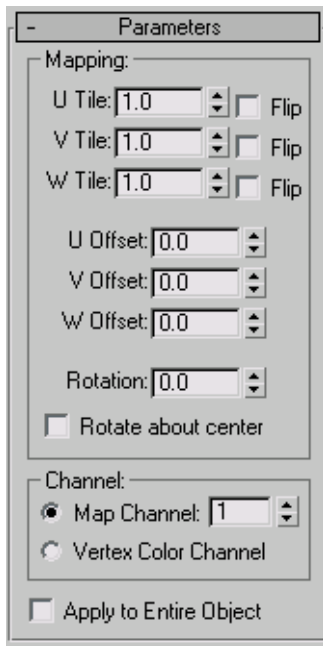 - Parameters
Mapping:
U Tile: 1.0 Flip
V Tile: 1.0 Flip
W Tile: 1.0 Flip
U Offset: 0.0
V Offset: 0.0
W Offset: 0.0
Rotation: 0.0
Rotate about center
Channel:
Map Channel: 1
Vertex Color Channel
Apply to Entire Object